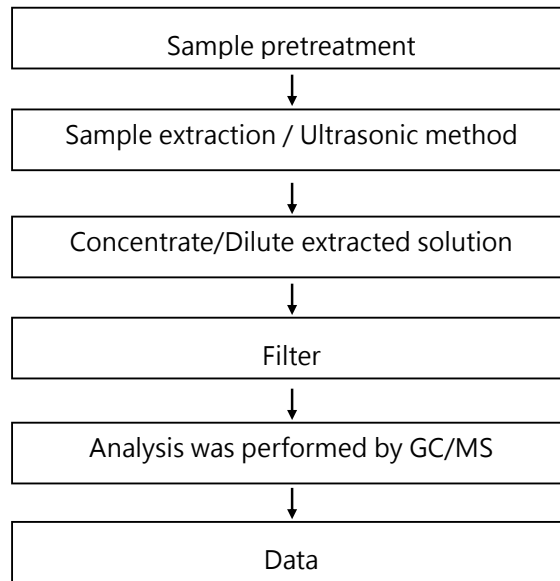 Sample pretreatment
Sample extraction / Ultrasonic method
Concentrate/Dilute extracted solution
Filter
Analysis was performed by GC/MS
Data